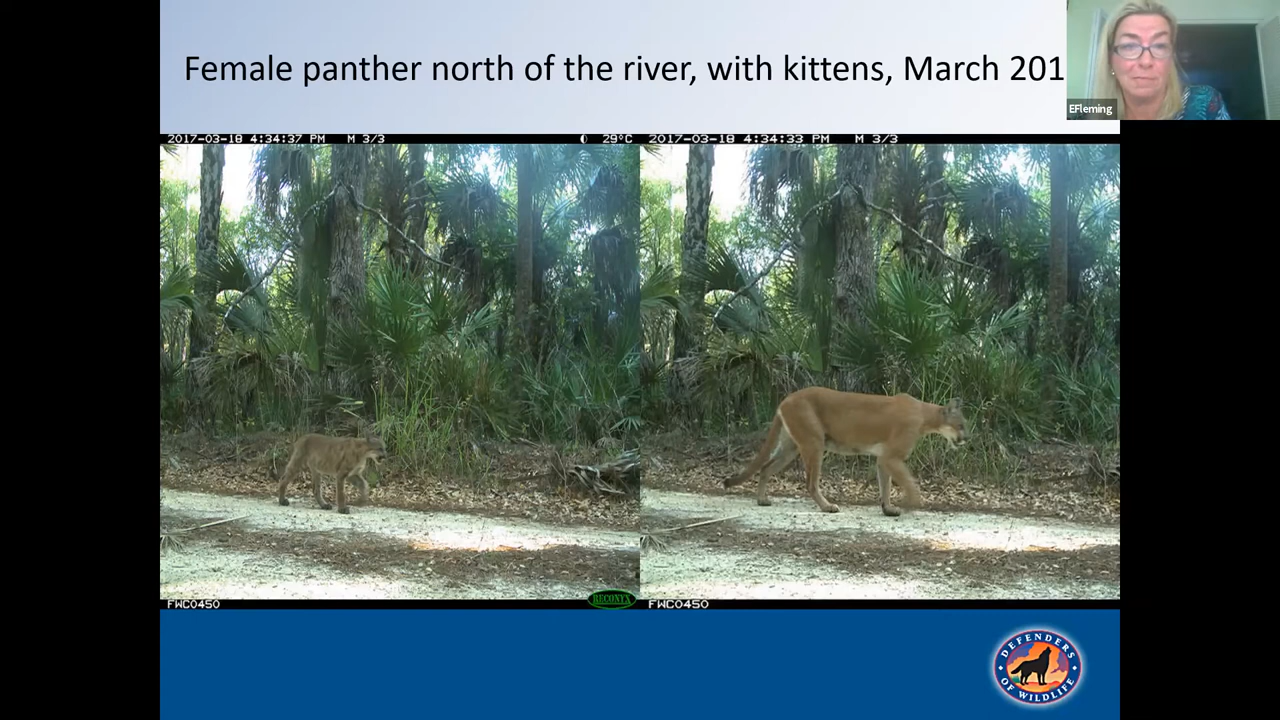 Female panther north of the river, with kittens, March 201
EFleming
2017-03-18 4:34:37 PM M 3/3 29°C
2017-03-18 4:34:33 PM M 3/3
FWC0450
RECONYX
FWC0450
DEFENDERS
OF WILDLIFE